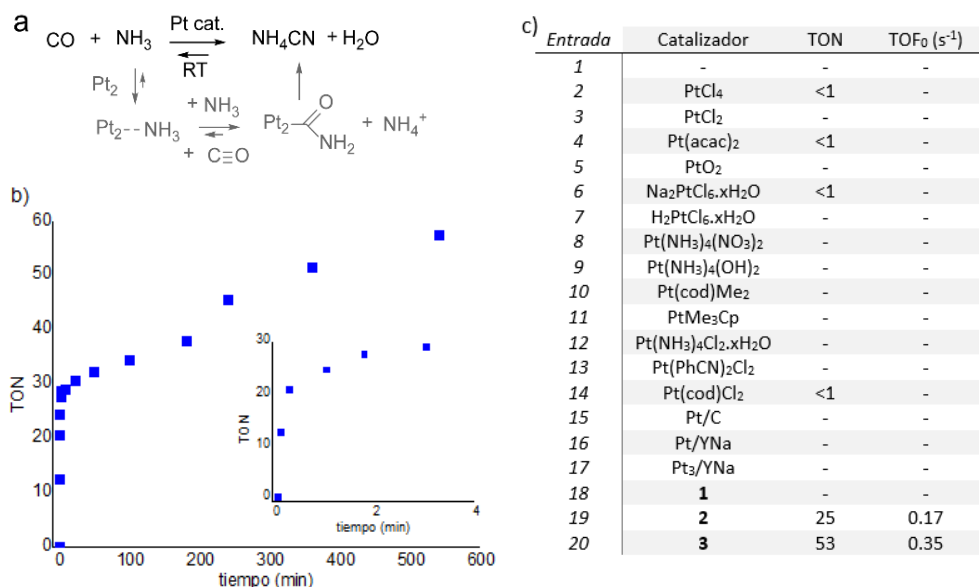 a
CO + NH₃ Pt cat. NH₄CN + H₂O
RT
Pt₂
+ NH₃
Pt₂--NH₃ Pt₂ O NH₂ + NH₄⁺
+ C≡O
b)
60
50
40
30
20
10
0
TON
0 100 200 300 400 500 600
tiempo (min)
30
20
10
0
TON
0 2 4
tiempo (min)
c)
Entrada Catalizador TON TOF₀ (s⁻¹)
1 - - -
2 PtCl₄ <1 -
3 PtCl₂ - -
4 Pt(acac)₂ <1 -
5 PtO₂ - -
6 Na₂PtCl₆.xH₂O <1 -
7 H₂PtCl₆.xH₂O - -
8 Pt(NH₃)₄(NO₃)₂ - -
9 Pt(NH₃)₄(OH)₂ - -
10 Pt(cod)Me₂ - -
11 PtMe₃Cp - -
12 Pt(NH₃)₄Cl₂.xH₂O - -
13 Pt(PhCN)₂Cl₂ - -
14 Pt(cod)Cl₂ <1 -
15 Pt/C - -
16 Pt/YNa - -
17 Pt₃/YNa - -
18 1 - -
19 2 25 0.17
20 3 53 0.35